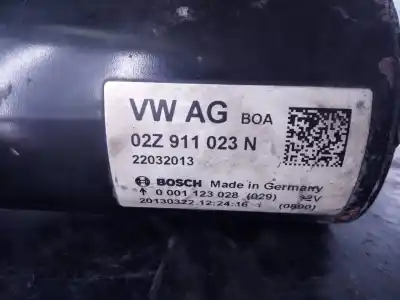 VW AG BOA
02Z 911 023 N
22032013
BOSCH Made in Germany
0 001 123 028 (029) 12V
20130322 12:24:16 (0800)